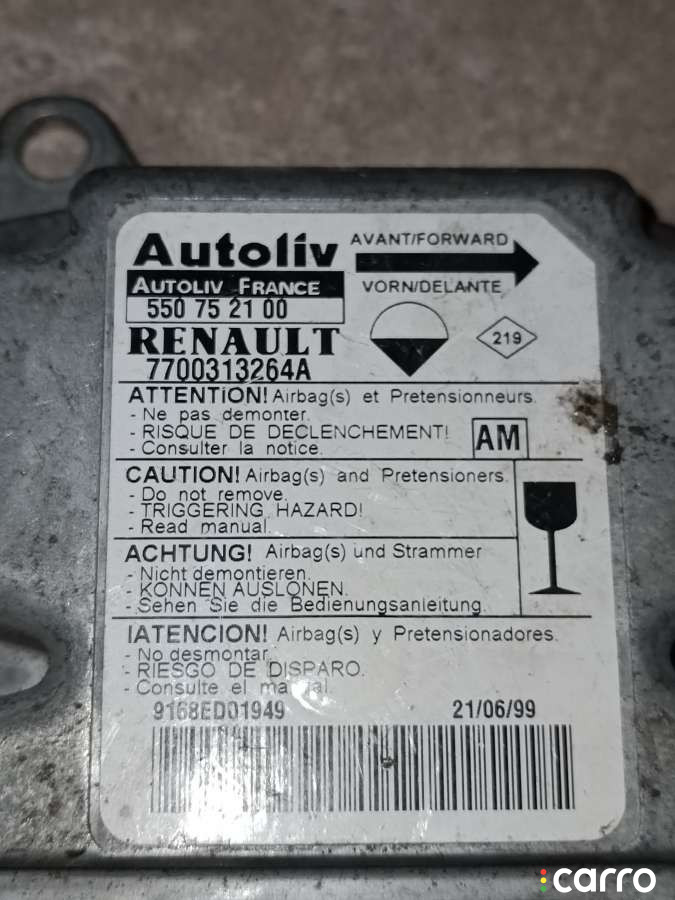 Autoliv
AVANT/FORWARD
AUTOLIV FRANCE
VORN/DELANTE
550 75 21 00
RENAULT
219
7700313264A
ATTENTION! Airbag(s) et Pretensionneurs.
- Ne pas demonter.
- RISQUE DE DECLENCHEMENT!
- Consulter la notice.
AM
CAUTION! Airbag(s) and Pretensioners.
- Do not remove.
- TRIGGERING HAZARD!
- Read manual.
ACHTUNG! Airbag(s) und Strammer
- Nicht demontieren.
- KONNEN AUSLONEN.
- Sehen Sie die Bedienungsanleitung.
!ATENCION! Airbag(s) y Pretensionadores.
- No desmontar.
- RIESGO DE DISPARO.
- Consulte el
9168ED01949 21/06/99
carro